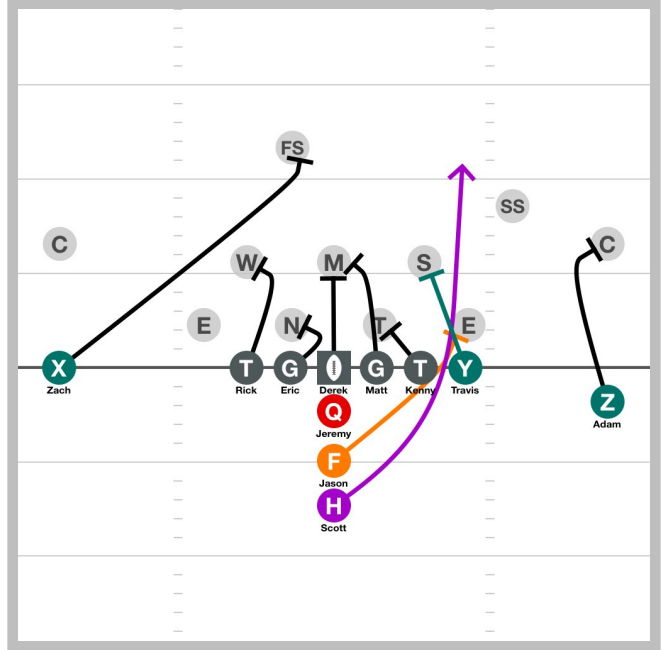 FS
SS
C
C
W
M
S
E
N
T
E
X
T
G
G
T
Y
Zach
Rick
Eric
Derek
Matt
Kenny
Travis
Z
Adam
Q
Jeremy
F
Jason
H
Scott